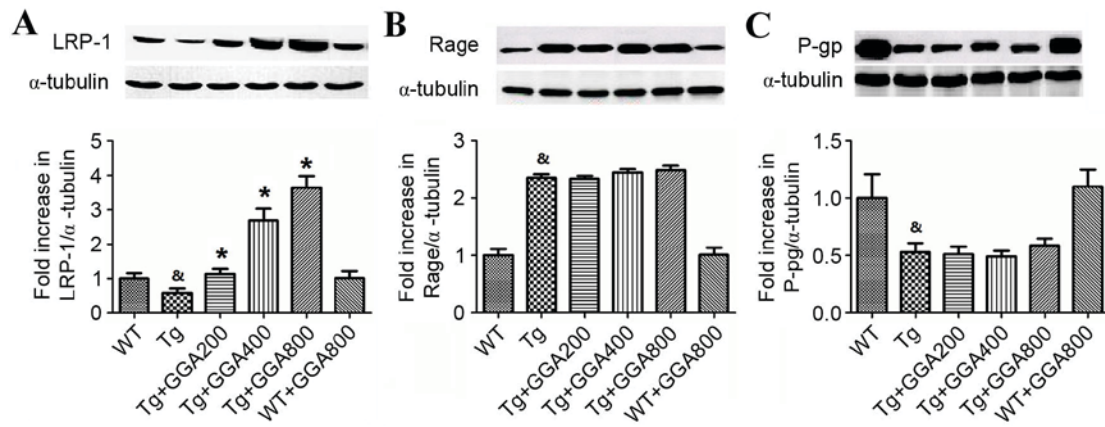 A
LRP-1
α-tubulin
Fold increase in
LRP-1/α -tubulin
5
4
3
2
1
0
&
*
*
*
WT
Tg
Tg+GGA200
Tg+GGA400
Tg+GGA800
WT+GGA800
B
Rage
α-tubulin
Fold increase in
Rage/α -tubulin
3
2
1
0
&
WT
Tg
Tg+GGA200
Tg+GGA400
Tg+GGA800
WT+GGA800
C
P-gp
α-tubulin
Fold increase in
P-pg/α-tubulin
1.5
1.0
0.5
0.0
&
WT
Tg
Tg+GGA200
Tg+GGA400
Tg+GGA800
WT+GGA800